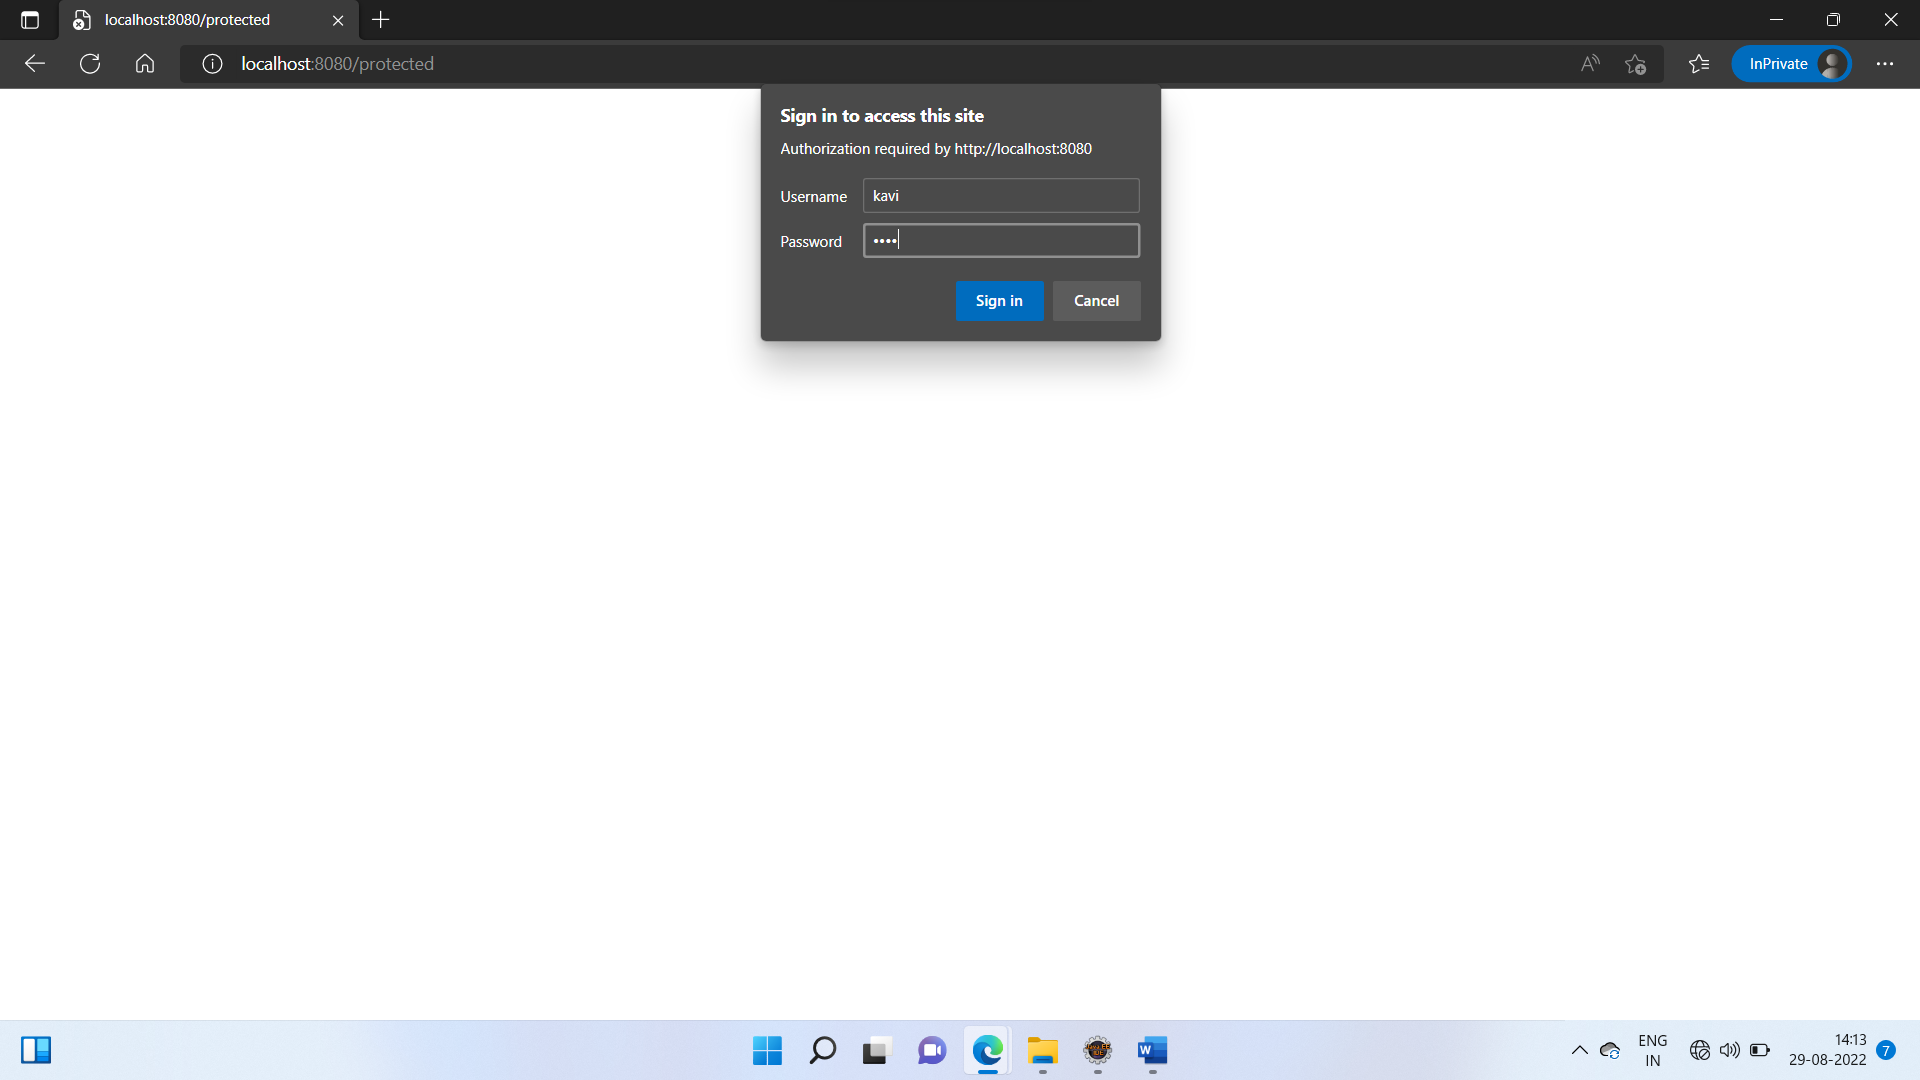 localhost:8080/protected
localhost:8080/protected
InPrivate
Sign in to access this site
Authorization required by http://localhost:8080
Username kavi
Password ••••
Sign in Cancel
ENG
IN
14:13
29-08-2022
7